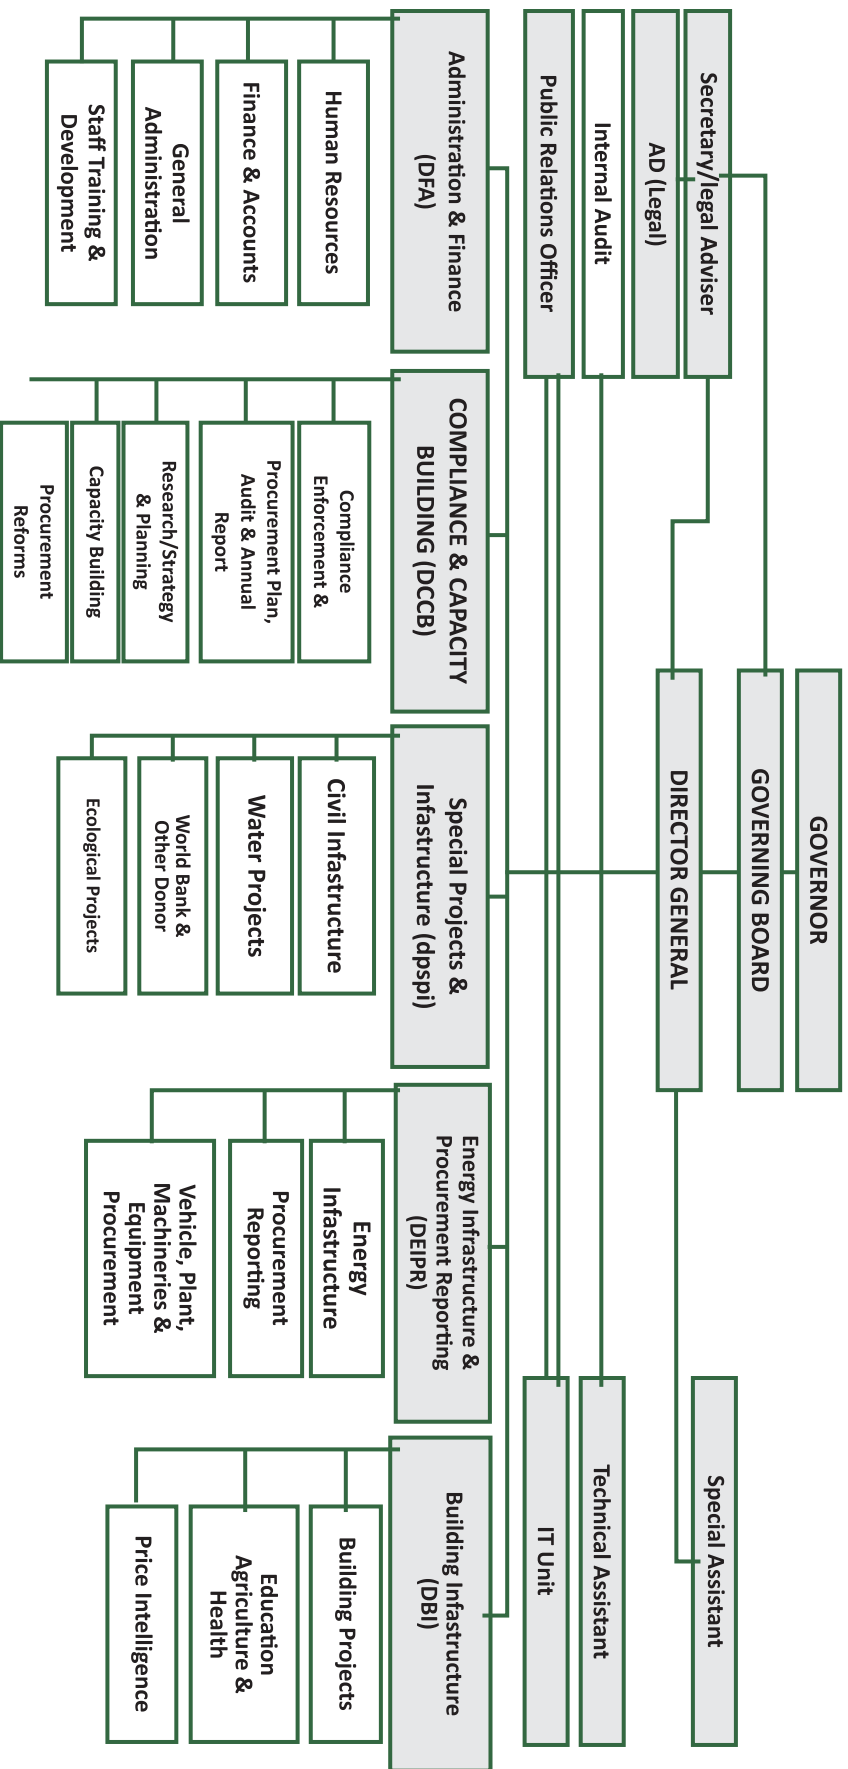 GOVERNOR
GOVERNING BOARD
DIRECTOR GENERAL
Secretary/legal Adviser
AD (Legal)
Internal Audit
Public Relations Officer
Special Assistant
Technical Assistant
IT Unit
Administration & Finance
(DFA)
Human Resources
Finance & Accounts
General
Administration
Staff Training &
Development
COMPLIANCE & CAPACITY
BUILDING (DCCB)
Compliance
Enforcement &
Procurement Plan,
Audit & Annual
Report
Research/Strategy
& Planning
Capacity Building
Procurement
Reforms
Special Projects &
Infastructure (dpspi)
Civil Infastructure
Water Projects
World Bank &
Other Donor
Ecological Projects
Energy Infrastructure &
Procurement Reporting
(DEIPR)
Energy
Infastructure
Procurement
Reporting
Vehicle, Plant,
Machineries &
Equipment
Procurement
Building Infastructure
(DBI)
Building Projects
Education
Agriculture &
Health
Price Intelligence